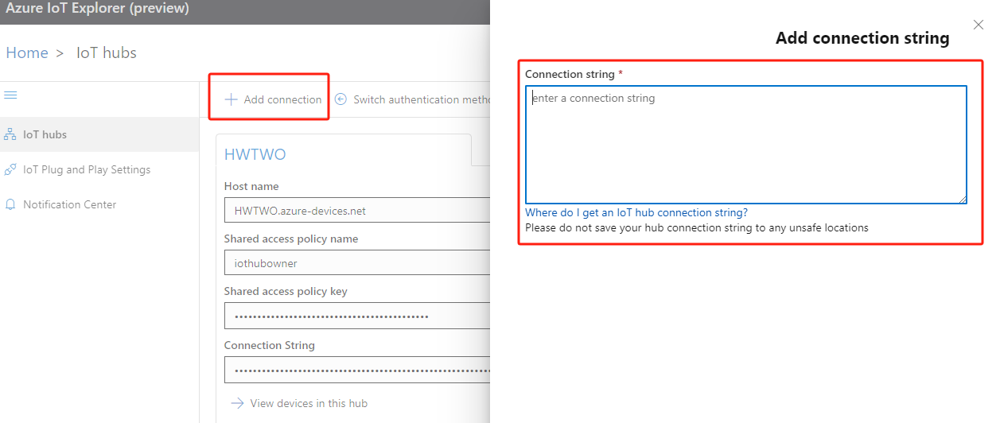 Azure IoT Explorer (preview)
Home > IoT hubs
Add connection
Switch authentication metho
IoT hubs
IoT Plug and Play Settings
Notification Center
HWTWO
Host name
HWTWO.azure-devices.net
Shared access policy name
iothubowner
Shared access policy key
Connection String
View devices in this hub
Add connection string
Connection string *
enter a connection string
Where do I get an IoT hub connection string?
Please do not save your hub connection string to any unsafe locations